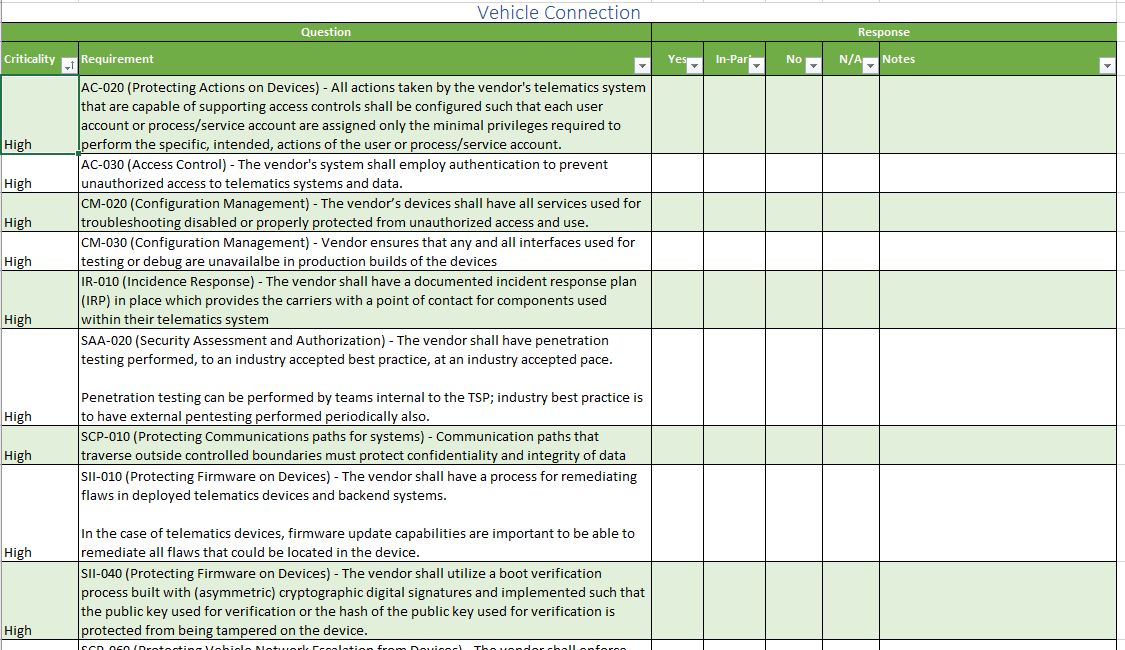 Vehicle Connection
Question Response
Criticality Requirement Yes In-Par No N/A Notes
AC-020 (Protecting Actions on Devices) - All actions taken by the vendor's telematics system
that are capable of supporting access controls shall be configured such that each user
account or process/service account are assigned only the minimal privileges required to
High perform the specific, intended, actions of the user or process/service account.
AC-030 (Access Control) - The vendor's system shall employ authentication to prevent
High unauthorized access to telematics systems and data.
CM-020 (Configuration Management) - The vendor’s devices shall have all services used for
High troubleshooting disabled or properly protected from unauthorized access and use.
CM-030 (Configuration Management) - Vendor ensures that any and all interfaces used for
High testing or debug are unavailalbe in production builds of the devices
IR-010 (Incidence Response) - The vendor shall have a documented incident response plan
(IRP) in place which provides the carriers with a point of contact for components used
High within their telematics system
SAA-020 (Security Assessment and Authorization) - The vendor shall have penetration
testing performed, to an industry accepted best practice, at an industry accepted pace.
Penetration testing can be performed by teams internal to the TSP; industry best practice is
High to have external pentesting performed periodically also.
SCP-010 (Protecting Communications paths for systems) - Communication paths that
High traverse outside controlled boundaries must protect confidentiality and integrity of data
SII-010 (Protecting Firmware on Devices) - The vendor shall have a process for remediating
flaws in deployed telematics devices and backend systems.
In the case of telematics devices, firmware update capabilities are important to be able to
High remediate all flaws that could be located in the device.
SII-040 (Protecting Firmware on Devices) - The vendor shall utilize a boot verification
process built with (asymmetric) cryptographic digital signatures and implemented such that
the public key used for verification or the hash of the public key used for verification is
High protected from being tampered on the device.
SCP-060 (Protecting Vehicle Network Escalation from Devices) - The vendor shall enforce